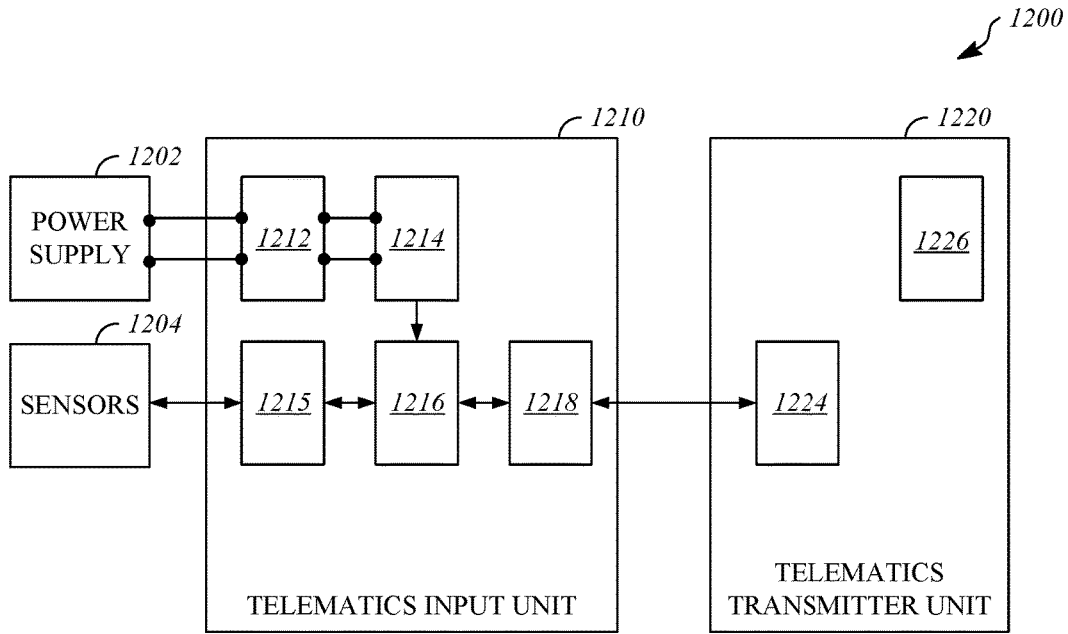 1200
1210
1220
1202
POWER
SUPPLY
1212
1214
1226
1204
SENSORS
1215
1216
1218
1224
TELEMATICS INPUT UNIT
TELEMATICS
TRANSMITTER UNIT